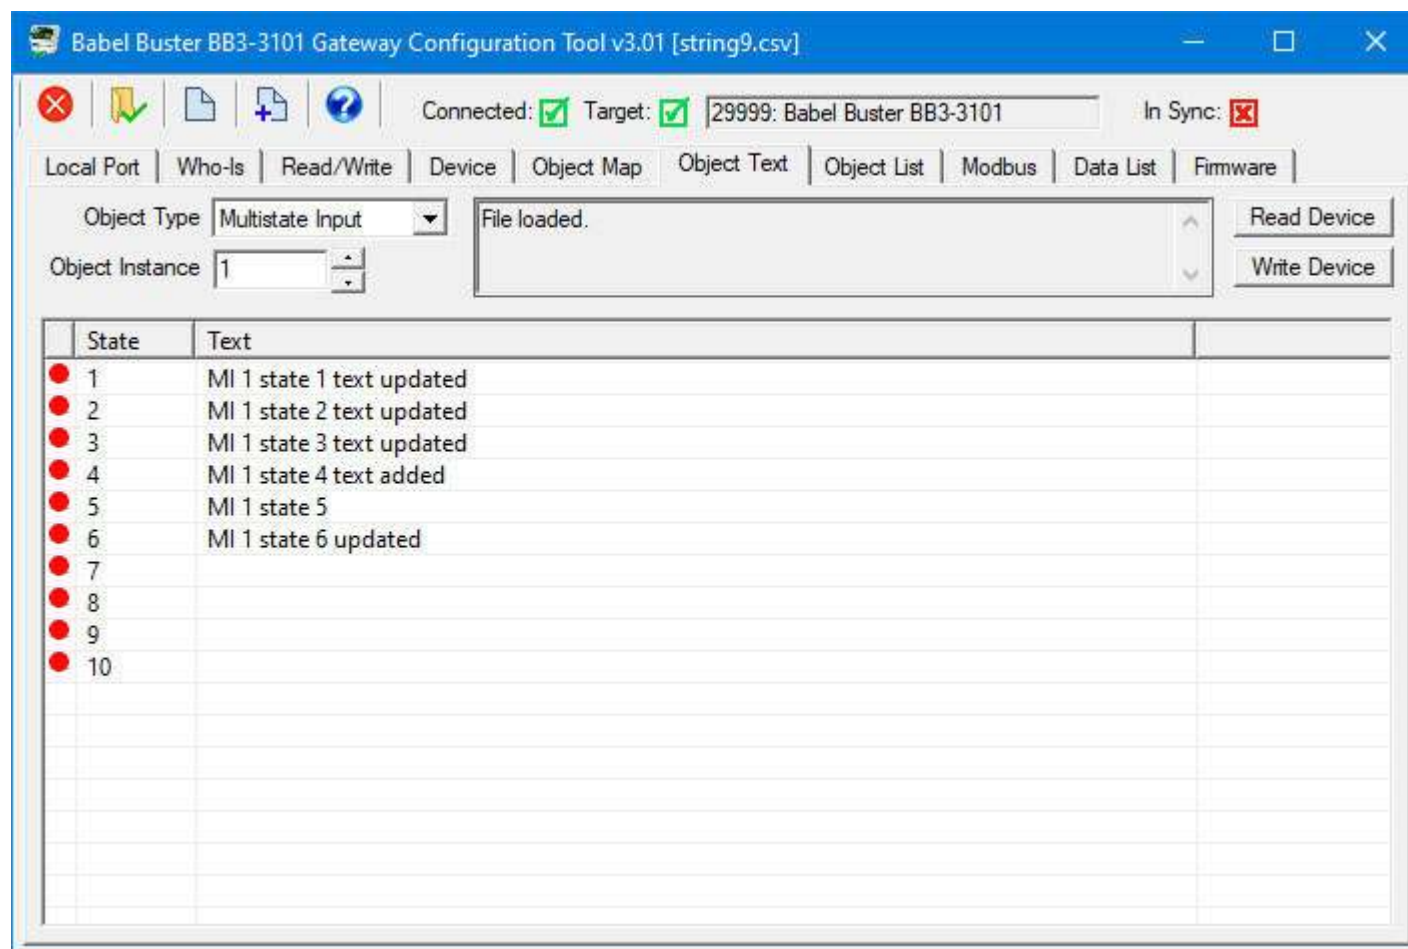 Babel Buster BB3-3101 Gateway Configuration Tool v3.01 [string9.csv]
Connected: Target: 29999: Babel Buster BB3-3101 In Sync:
Local Port Who-Is Read/Write Device Object Map Object Text Object List Modbus Data List Firmware
Object Type Multistate Input File loaded. Read Device
Object Instance 1 Write Device
State Text
1 MI 1 state 1 text updated
2 MI 1 state 2 text updated
3 MI 1 state 3 text updated
4 MI 1 state 4 text added
5 MI 1 state 5
6 MI 1 state 6 updated
7
8
9
10